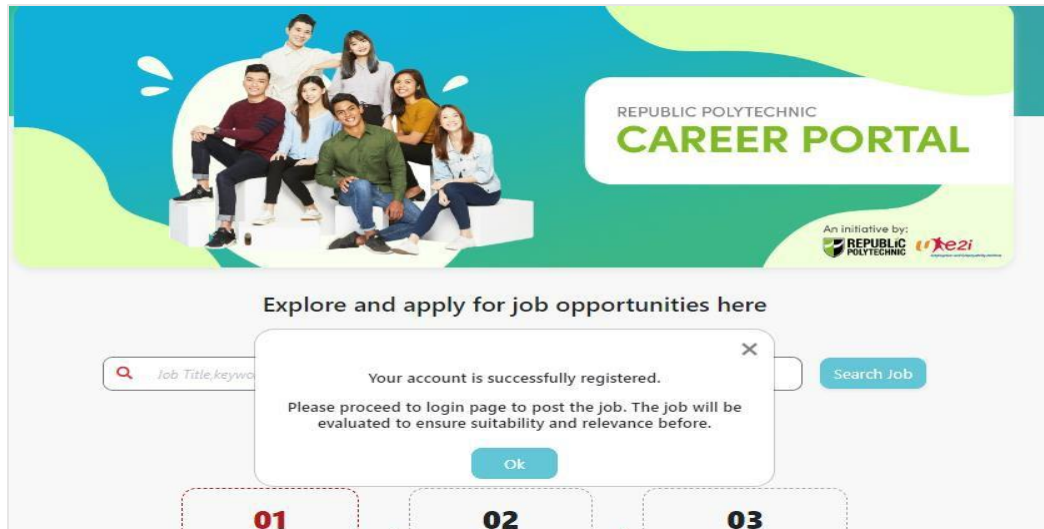 REPUBLIC POLYTECHNIC
CAREER PORTAL
An initiative by:
REPUBLIC
POLYTECHNIC
e2i
Explore and apply for job opportunities here
Job Title,keywo
Search Job
Your account is successfully registered.
Please proceed to login page to post the job. The job will be
evaluated to ensure suitability and relevance before.
Ok
01 02 03